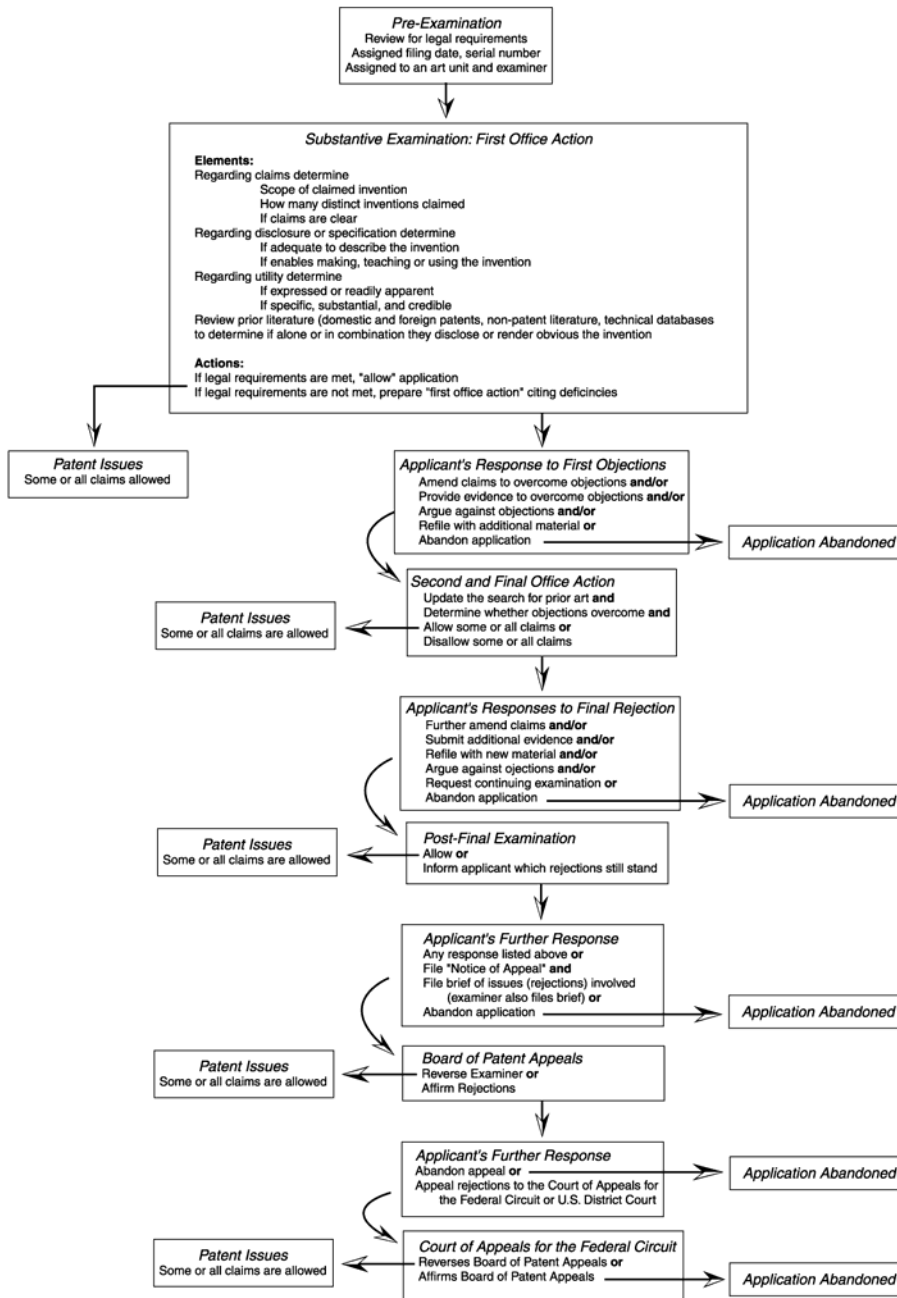 Pre-Examination
Review for legal requirements
Assigned filing date, serial number
Assigned to an art unit and examiner
Substantive Examination: First Office Action
Elements:
Regarding claims determine
Scope of claimed invention
How many distinct inventions claimed
If claims are clear
Regarding disclosure or specification determine
If adequate to describe the invention
If enables making, teaching or using the invention
Regarding utility determine
If expressed or readily apparent
If specific, substantial, and credible
Review prior literature (domestic and foreign patents, non-patent literature, technical databases
to determine if alone or in combination they disclose or render obvious the invention
Actions:
If legal requirements are met, "allow" application
If legal requirements are not met, prepare "first office action" citing deficincies
Patent Issues
Some or all claims allowed
Applicant's Response to First Objections
Amend claims to overcome objections and/or
Provide evidence to overcome objections and/or
Argue against objections and/or
Refile with additional material or
Abandon application
Application Abandoned
Second and Final Office Action
Update the search for prior art and
Determine whether objections overcome and
Allow some or all claims or
Disallow some or all claims
Patent Issues
Some or all claims are allowed
Applicant's Responses to Final Rejection
Further amend claims and/or
Submit additional evidence and/or
Refile with new material and/or
Argue against ojections and/or
Request continuing examination or
Abandon application
Application Abandoned
Post-Final Examination
Allow or
Inform applicant which rejections still stand
Patent Issues
Some or all claims are allowed
Applicant's Further Response
Any response listed above or
File "Notice of Appeal" and
File brief of issues (rejections) involved
(examiner also files brief) or
Abandon application
Application Abandoned
Board of Patent Appeals
Reverse Examiner or
Affirm Rejections
Patent Issues
Some or all claims are allowed
Applicant's Further Response
Abandon appeal or
Appeal rejections to the Court of Appeals for
the Federal Circuit or U.S. District Court
Application Abandoned
Court of Appeals for the Federal Circuit
Reverses Board of Patent Appeals or
Affirms Board of Patent Appeals
Patent Issues
Some or all claims are allowed
Application Abandoned